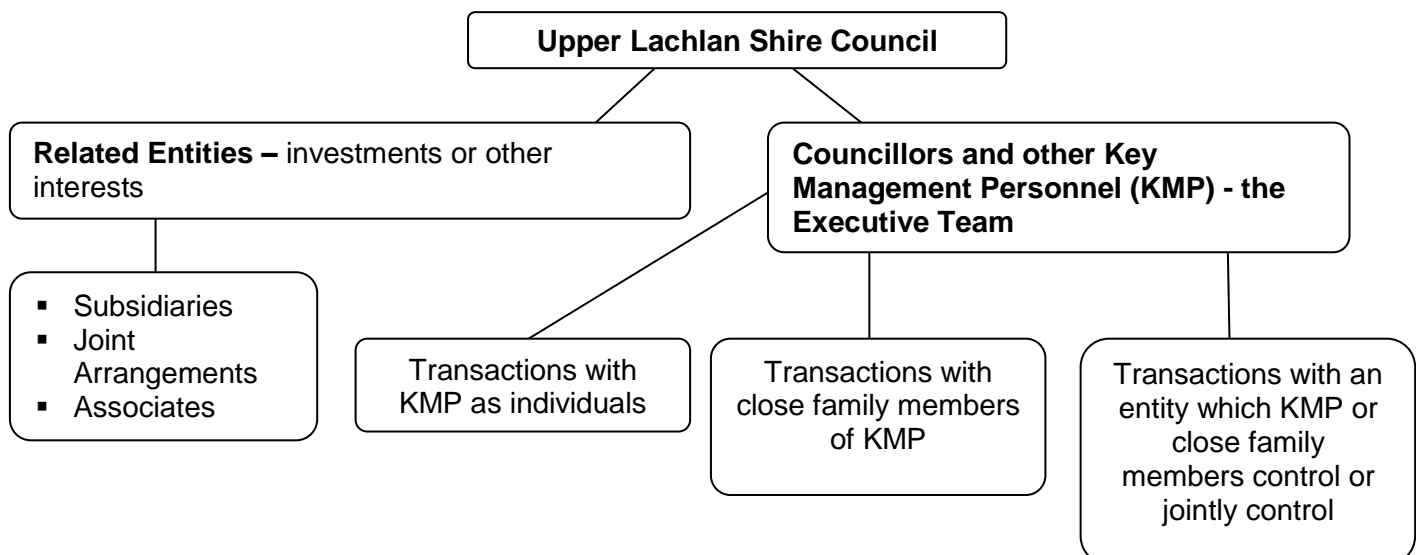 Upper Lachlan Shire Council
Related Entities – investments or other
interests
Councillors and other Key
Management Personnel (KMP) - the
Executive Team
▪ Subsidiaries
▪ Joint
Arrangements
▪ Associates
Transactions with
KMP as individuals
Transactions with
close family members
of KMP
Transactions with an
entity which KMP or
close family
members control or
jointly control